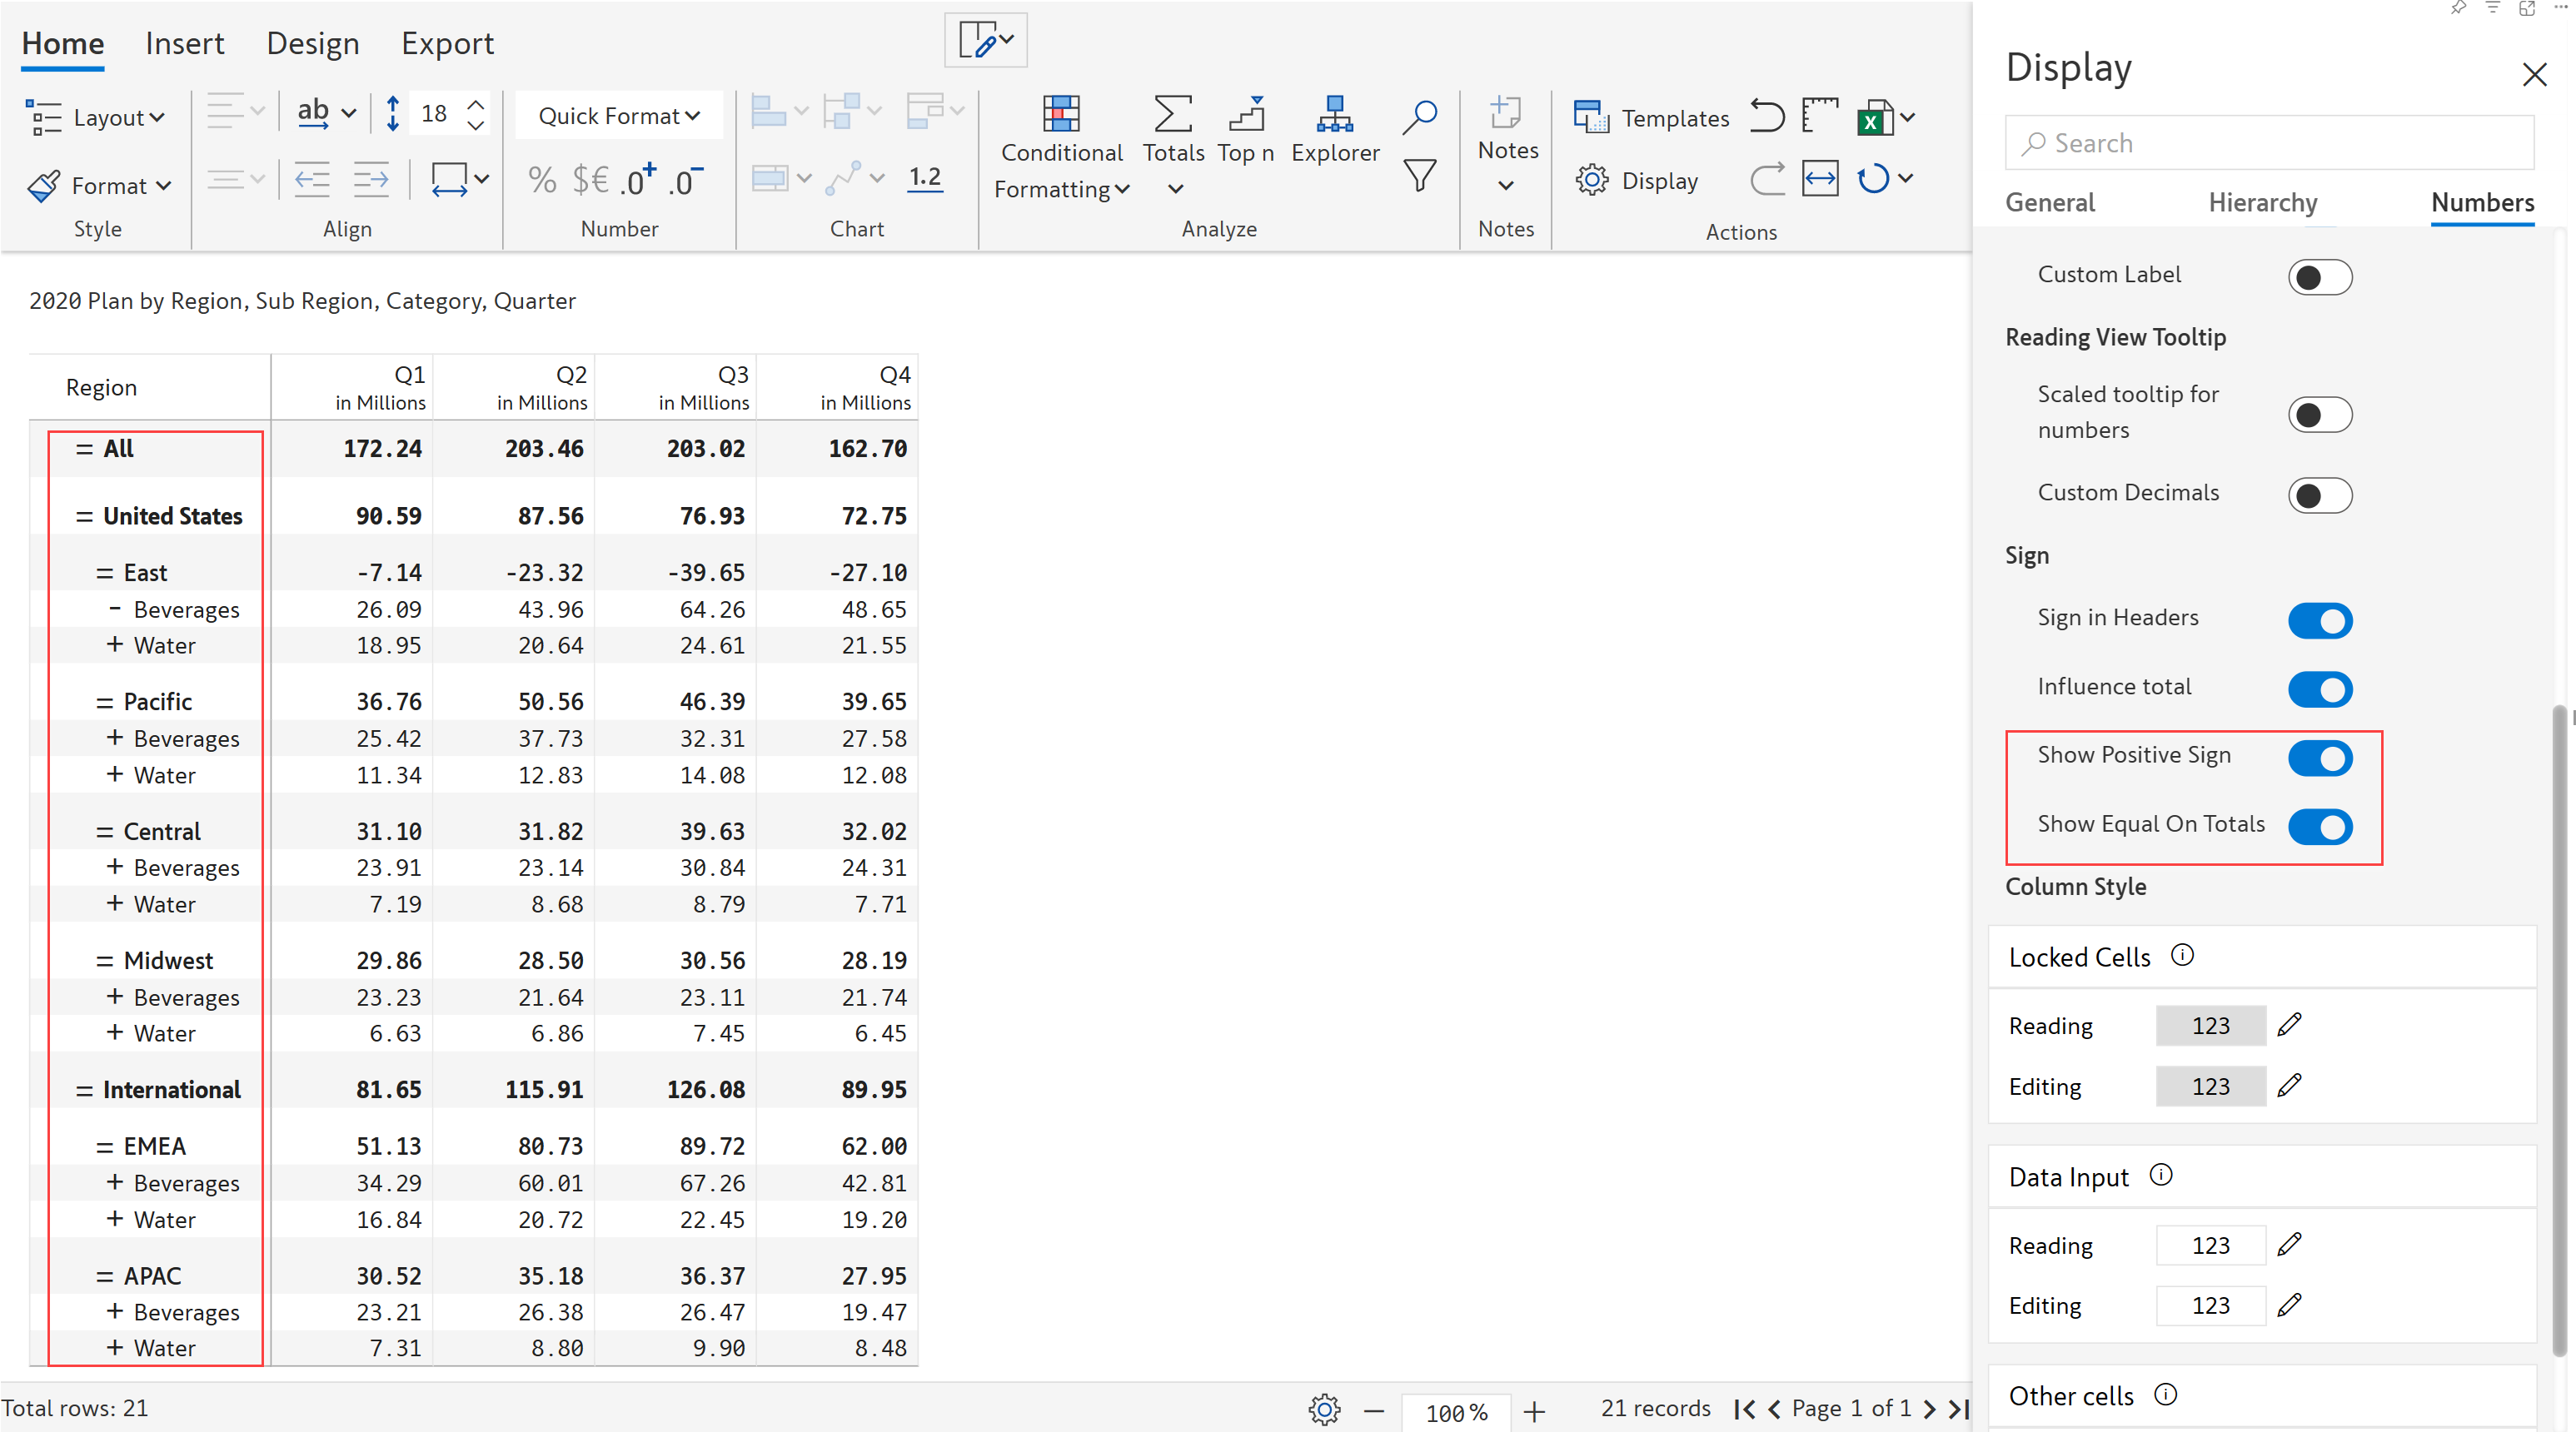 Home Insert Design Export
Layout ab 18 Quick Format
Format % $€ .0+ .0- 1.2
Conditional Formatting Totals Top n Explorer
Notes
Templates
Display
Style Align Number Chart Analyze Notes Actions
2020 Plan by Region, Sub Region, Category, Quarter
Region Q1 Q2 Q3 Q4
in Millions in Millions in Millions in Millions
= All 172.24 203.46 203.02 162.70
= United States 90.59 87.56 76.93 72.75
= East -7.14 -23.32 -39.65 -27.10
- Beverages 26.09 43.96 64.26 48.65
+ Water 18.95 20.64 24.61 21.55
= Pacific 36.76 50.56 46.39 39.65
+ Beverages 25.42 37.73 32.31 27.58
+ Water 11.34 12.83 14.08 12.08
= Central 31.10 31.82 39.63 32.02
+ Beverages 23.91 23.14 30.84 24.31
+ Water 7.19 8.68 8.79 7.71
= Midwest 29.86 28.50 30.56 28.19
+ Beverages 23.23 21.64 23.11 21.74
+ Water 6.63 6.86 7.45 6.45
= International 81.65 115.91 126.08 89.95
= EMEA 51.13 80.73 89.72 62.00
+ Beverages 34.29 60.01 67.26 42.81
+ Water 16.84 20.72 22.45 19.20
= APAC 30.52 35.18 36.37 27.95
+ Beverages 23.21 26.38 26.47 19.47
+ Water 7.31 8.80 9.90 8.48
Total rows: 21
100 %
21 records Page 1 of 1
Display
Search
General Hierarchy Numbers
Custom Label
Reading View Tooltip
Scaled tooltip for
numbers
Custom Decimals
Sign
Sign in Headers
Influence total
Show Positive Sign
Show Equal On Totals
Column Style
Locked Cells
Reading 123
Editing 123
Data Input
Reading 123
Editing 123
Other cells